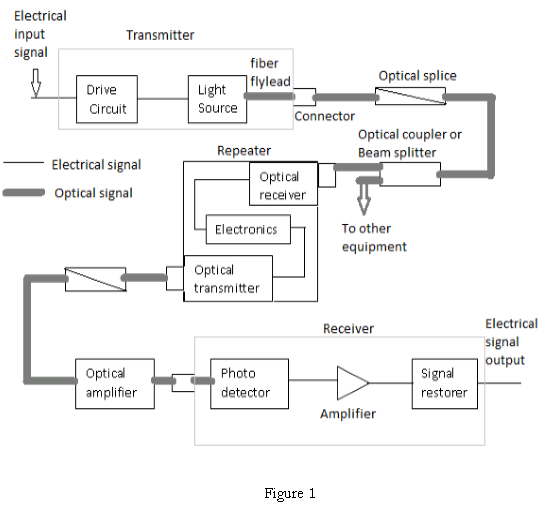 Electrical
input
signal
Transmitter
Drive
Circuit
Light
Source
fiber
flylead
Connector
Optical splice
Optical coupler or
Beam splitter
To other
equipment
Electrical signal
Optical signal
Repeater
Optical
receiver
Electronics
Optical
transmitter
Optical
amplifier
Receiver
Photo
detector
Amplifier
Signal
restorer
Electrical
signal
output
Figure 1